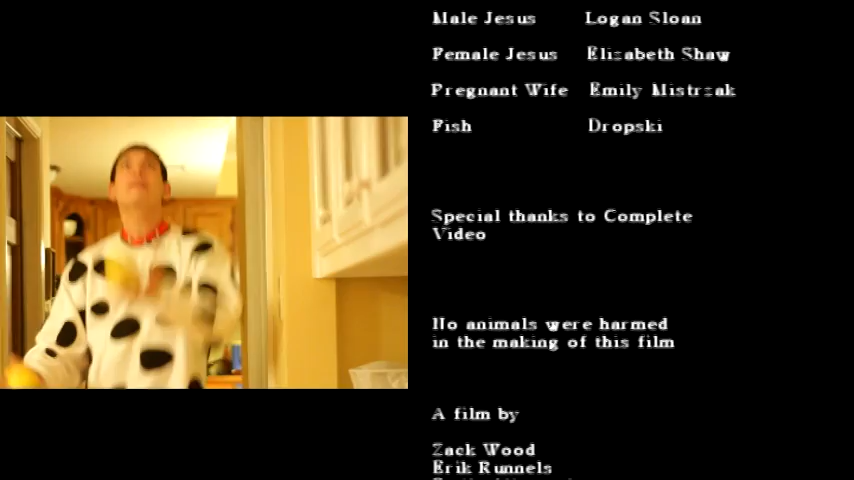 Male Jesus Logan Sloan
Female Jesus Elizabeth Shaw
Pregnant Wife Emily Mistrzak
Fish Dropski
Special thanks to Complete
Video
No animals were harmed
in the making of this film
A film by
Zack Wood
Erik Runnels